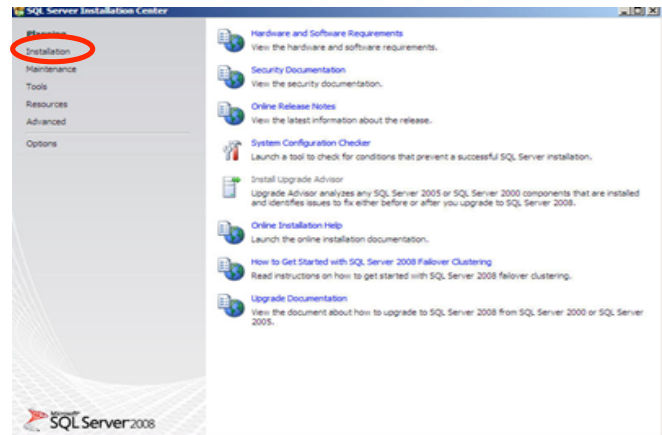 SQL Server Installation Center
Planning
Installation
Maintenance
Tools
Resources
Advanced
Options
Hardware and Software Requirements
View the hardware and software requirements.
Security Documentation
View the security documentation.
Online Release Notes
View the latest information about the release.
System Configuration Checker
Launch a tool to check for conditions that prevent a successful SQL Server installation.
Install Upgrade Advisor
Upgrade Advisor analyzes any SQL Server 2005 or SQL Server 2000 components that are installed
and identifies issues to fix either before or after you upgrade to SQL Server 2008.
Online Installation Help
Launch the online installation documentation.
How to Get Started with SQL Server 2008 Failover Clustering
Read instructions on how to get started with SQL Server 2008 failover clustering.
Upgrade Documentation
View the document about how to upgrade to SQL Server 2008 from SQL Server 2000 or SQL Server
2005.
Microsoft
SQL Server 2008